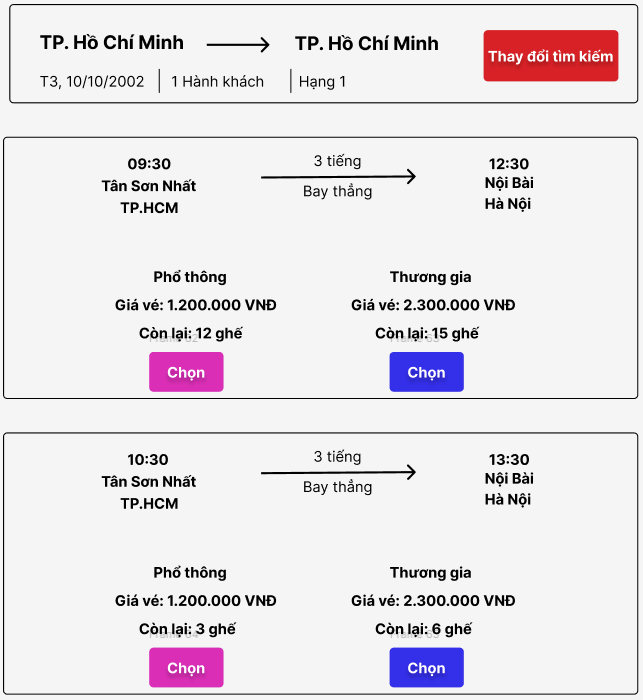 TP. Hồ Chí Minh TP. Hồ Chí Minh
Thay đổi tìm kiếm
T3, 10/10/2002 1 Hành khách Hạng 1
09:30 3 tiếng 12:30
Tân Sơn Nhất Bay thẳng Nội Bài
TP.HCM Hà Nội
Phổ thông Thương gia
Giá vé: 1.200.000 VNĐ Giá vé: 2.300.000 VNĐ
Còn lại: 12 ghế Còn lại: 15 ghế
Chọn Chọn
10:30 3 tiếng 13:30
Tân Sơn Nhất Bay thẳng Nội Bài
TP.HCM Hà Nội
Phổ thông Thương gia
Giá vé: 1.200.000 VNĐ Giá vé: 2.300.000 VNĐ
Còn lại: 3 ghế Còn lại: 6 ghế
Chọn Chọn